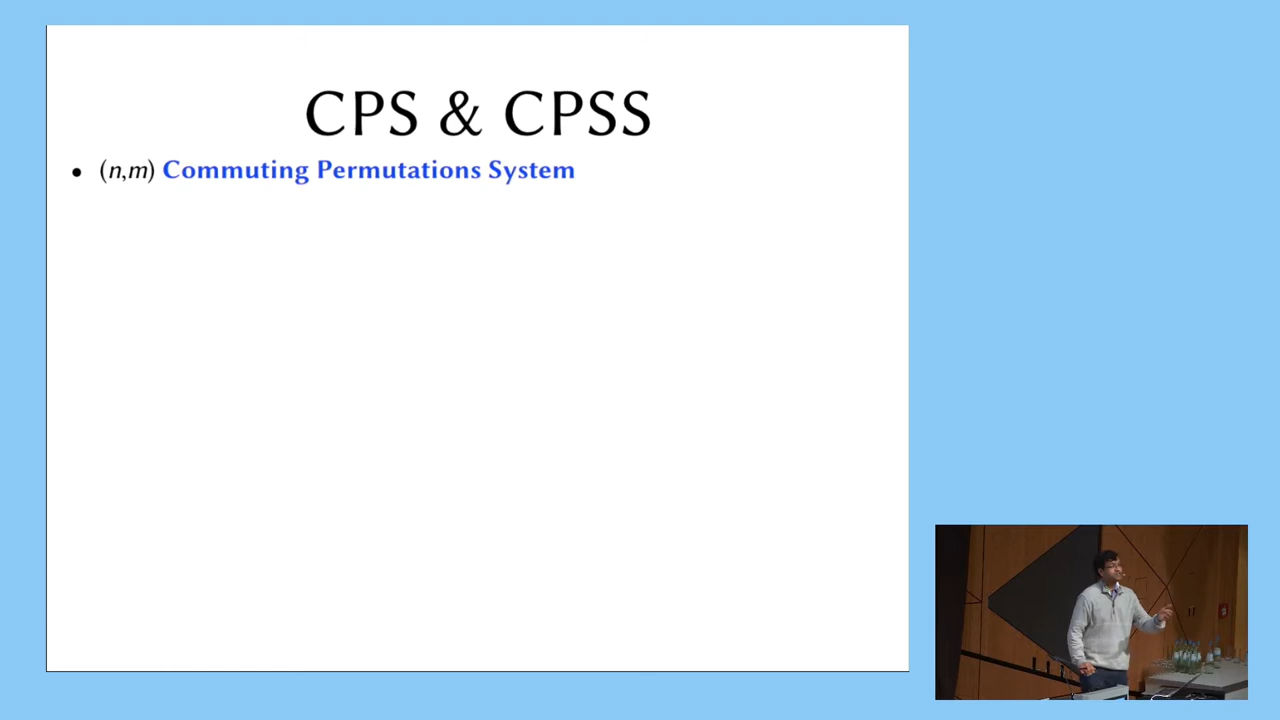 CPS & CPSS
• (n,m) Commuting Permutations System